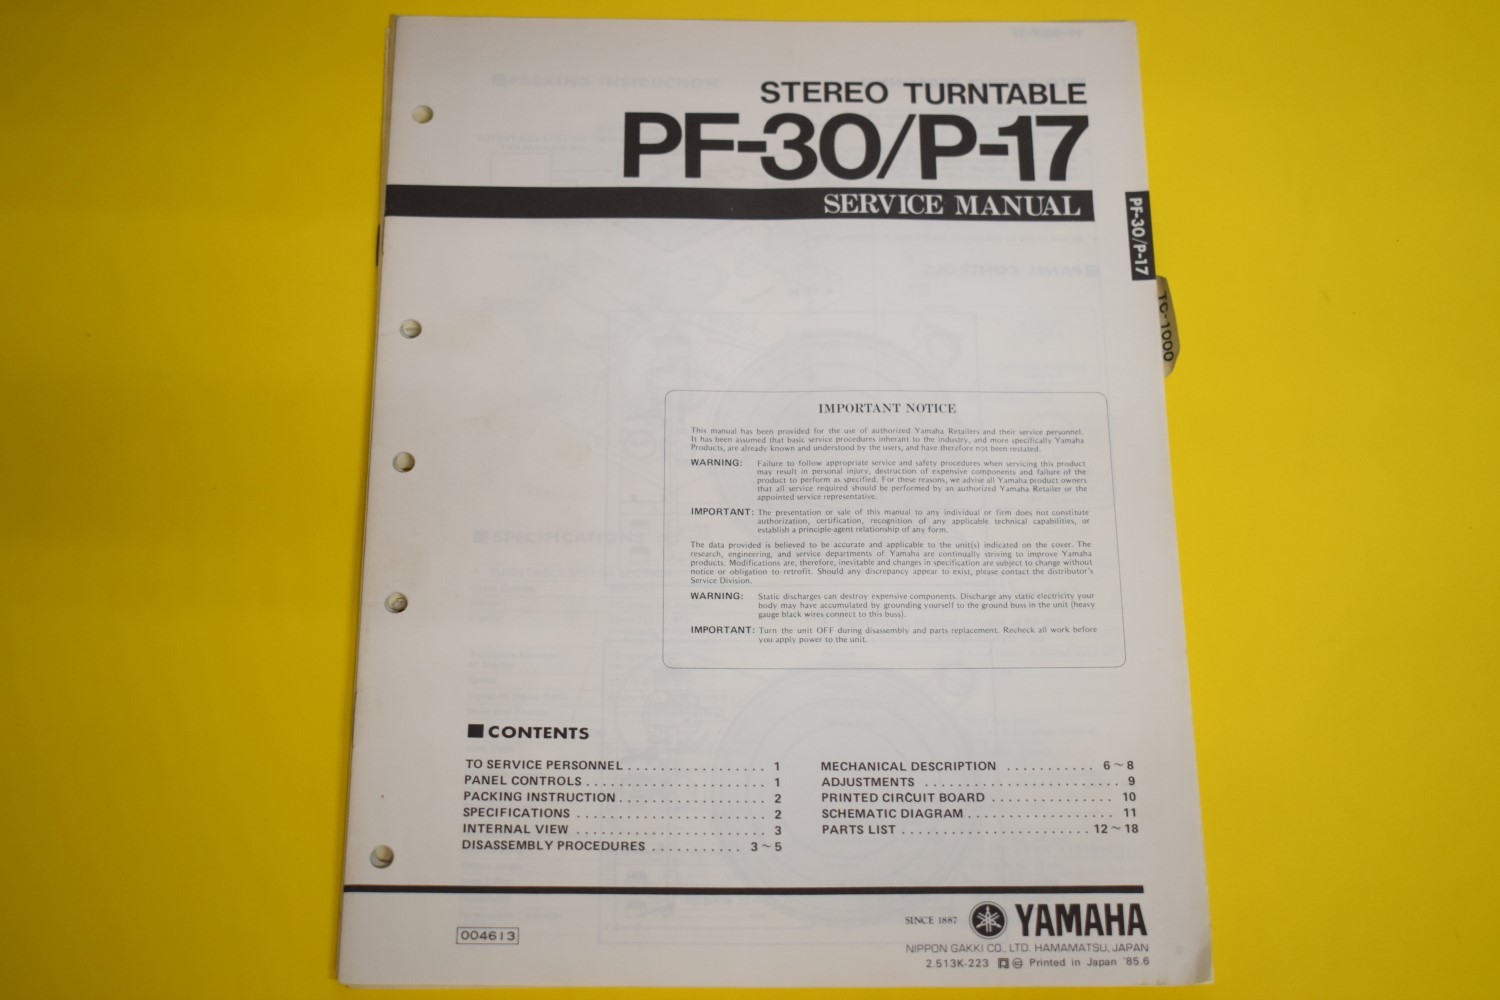 STEREO TURNTABLE
PF-30/P-17
SERVICE MANUAL
PF-30/P-17
TC-1000
IMPORTANT NOTICE
This manual has been provided for the use of authorized Yamaha Retailers and their service personnel.
It has been assumed that basic service procedures inherant to the industry, and more specifically Yamaha
Products, are already known and understood by the users, and have therefore not been restated.
WARNING: Failure to follow appropriate service and safety procedures when servicing this product
may result in personal injury, destruction of expensive components and failure of the
product to perform as specified. For these reasons, we advise all Yamaha product owners
that all service required should be performed by an authorized Yamaha Retailer or the
appointed service representative.
IMPORTANT: The presentation or sale of this manual to any individual or firm does not constitute
authorization, certification, recognition of any applicable technical capabilities, or
establish a principle-agent relationship of any form.
The data provided is believed to be accurate and applicable to the unit(s) indicated on the cover. The
research, engineering, and service departments of Yamaha are continually striving to improve Yamaha
products. Modifications are, therefore, inevitable and changes in specification are subject to change without
notice or obligation to retrofit. Should any discrepancy appear to exist, please contact the distributor's
Service Division.
WARNING: Static discharges can destroy expensive components. Discharge any static electricity your
body may have accumulated by grounding yourself to the ground buss in the unit (heavy
gauge black wires connect to this buss).
IMPORTANT: Turn the unit OFF during disassembly and parts replacement. Recheck all work before
you apply power to the unit.
■ CONTENTS
TO SERVICE PERSONNEL . . . . . . . . . . . . . . . . . 1
PANEL CONTROLS . . . . . . . . . . . . . . . . . . . . . . 1
PACKING INSTRUCTION . . . . . . . . . . . . . . . . . . 2
SPECIFICATIONS . . . . . . . . . . . . . . . . . . . . . . . 2
INTERNAL VIEW . . . . . . . . . . . . . . . . . . . . . . . 3
DISASSEMBLY PROCEDURES . . . . . . . . . . . 3 ~ 5
MECHANICAL DESCRIPTION . . . . . . . . . . . 6 ~ 8
ADJUSTMENTS . . . . . . . . . . . . . . . . . . . . . . . . 9
PRINTED CIRCUIT BOARD . . . . . . . . . . . . . . . 10
SCHEMATIC DIAGRAM . . . . . . . . . . . . . . . . . . 11
PARTS LIST . . . . . . . . . . . . . . . . . . . . . . . 12 ~ 18
004613
SINCE 1887 YAMAHA
NIPPON GAKKI CO., LTD. HAMAMATSU, JAPAN
2.513K-223 Printed in Japan '85.6